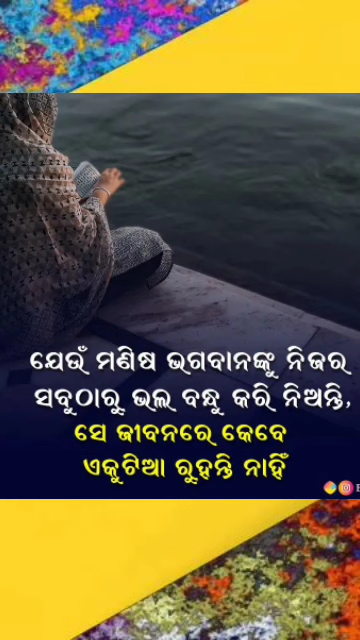 ଯେଉଁ ମଣିଷ ଭଗବାନଙ୍କୁ ନିଜର
ସବୁଠାରୁ ଭଲ ବନ୍ଧୁ କରି ନିଅନ୍ତି,
ସେ ଜୀବନରେ କେବେ
ଏକୁଟିଆ ରୁହନ୍ତି ନାହିଁ